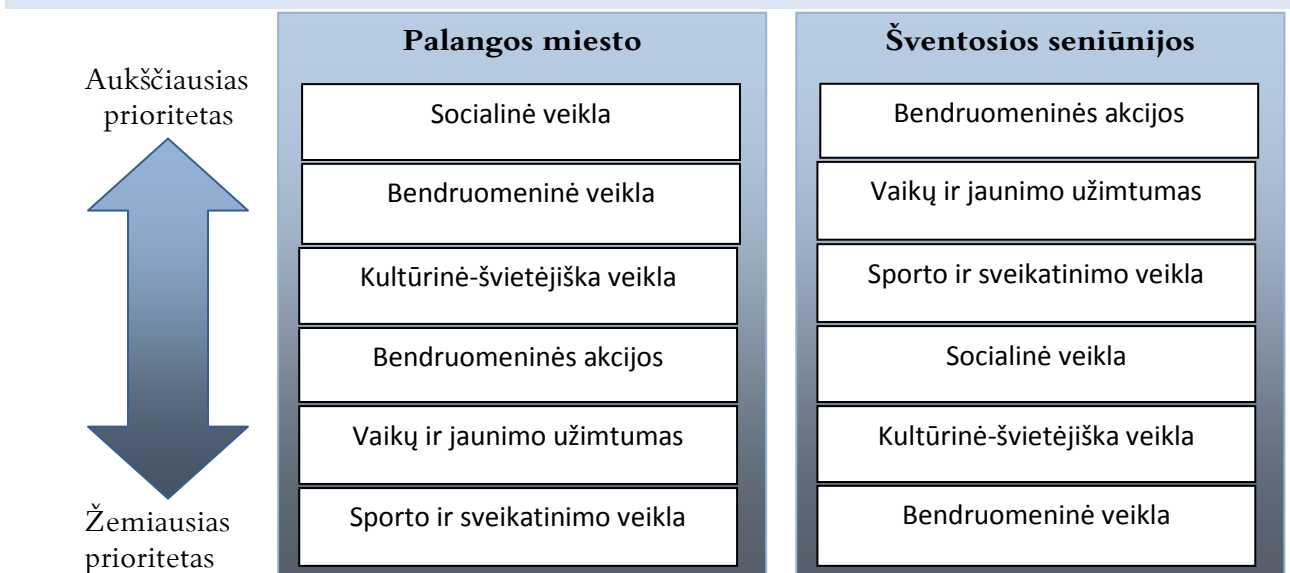 Palangos miesto
Šventosios seniūnijos
Aukščiausias
prioritetas
Socialinė veikla
Bendruomeninė veikla
Kultūrinė-švietėjiška veikla
Bendruomeninės akcijos
Vaikų ir jaunimo užimtumas
Sporto ir sveikatinimo veikla
Bendruomeninės akcijos
Vaikų ir jaunimo užimtumas
Sporto ir sveikatinimo veikla
Socialinė veikla
Kultūrinė-švietėjiška veikla
Bendruomeninė veikla
Žemiausias
prioritetas